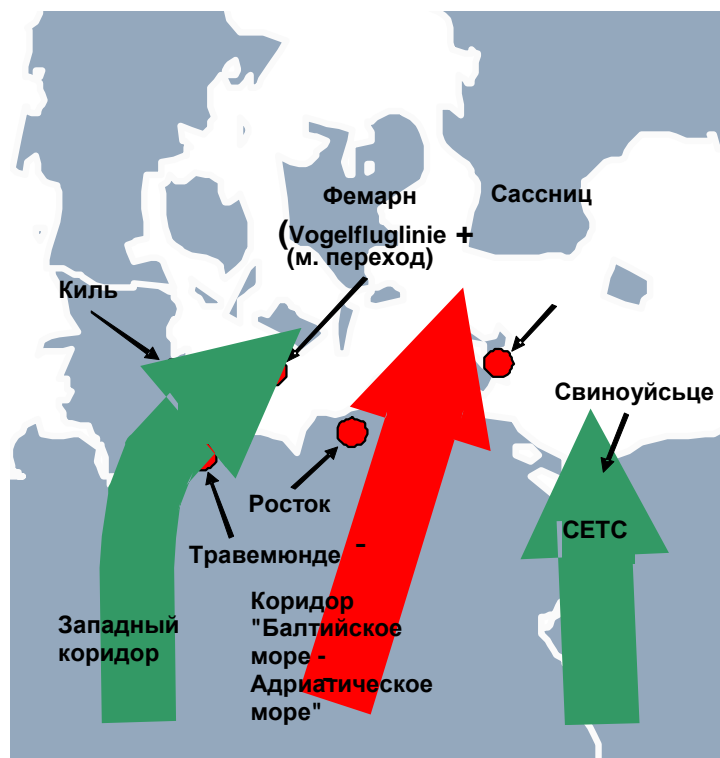 Фемарн
(Vogelfluglinie +
(м. переход)
Сассниц
Киль
Свиноуйсьце
Росток
СЕТС
Травемюнде -
Западный
коридор
Коридор
"Балтийское
море -
Адриатическое
море"